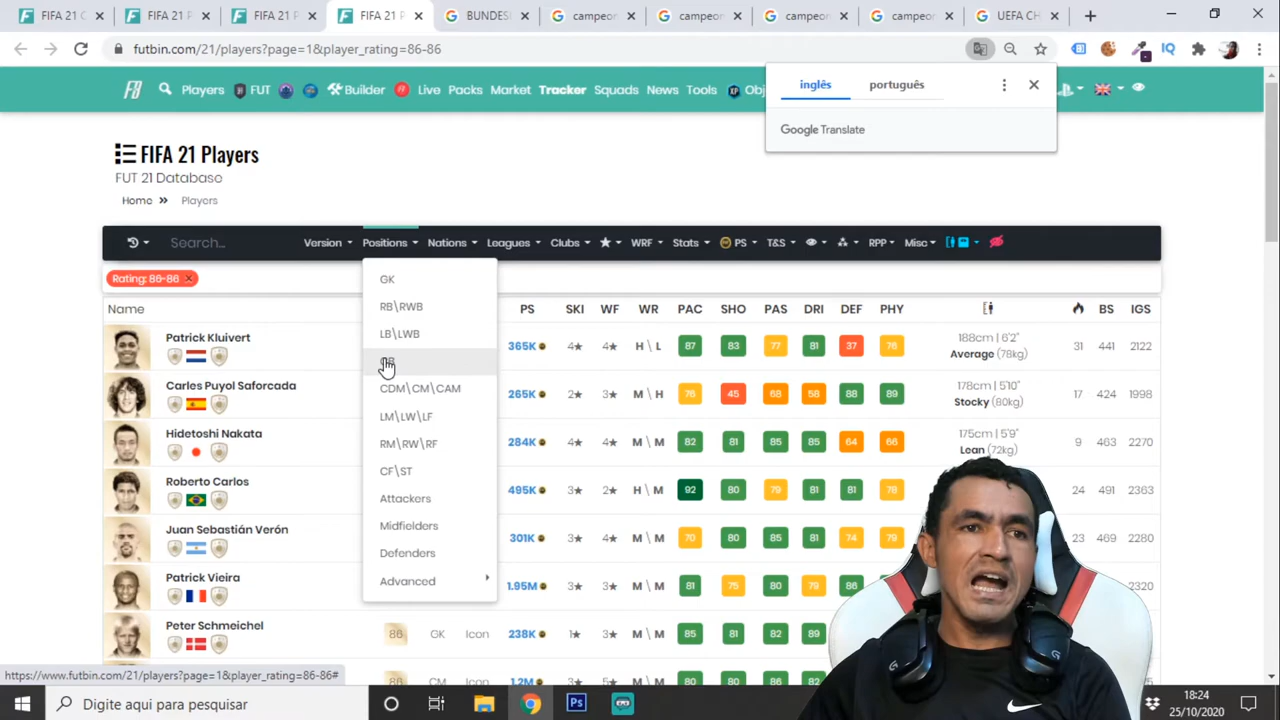 FIFA 21 C
FIFA 21 P
FIFA 21 P
FIFA 21 P
BUNDES
campeor
campeor
campeor
campeor
UEFA CH
futbin.com/21/players?page=1&player_rating=86-86
Players FUT Builder Live Packs Market Tracker Squads News Tools Obj
inglês português
Google Translate
FIFA 21 Players
FUT 21 Database
Home » Players
Search... Version Positions Nations Leagues Clubs WRF Stats PS T&S RPP Misc
Rating: 86-86
Name PS SKI WF WR PAC SHO PAS DRI DEF PHY BS IGS
GK
RB\RWB
LB\LWB
CDM\CM\CAM
LM\LW\LF
RM\RW\RF
CF\ST
Attackers
Midfielders
Defenders
Advanced
Patrick Kluivert 365K 4★ 4★ H \ L 87 83 77 81 37 76 188cm | 6'2" Average (78kg) 31 415 2122
Carles Puyol Saforcada 265K 2★ 3★ M \ H 76 45 68 58 88 89 178cm | 5'10" Stocky (80kg) 17 424 1998
Hidetoshi Nakata 284K 4★ 4★ M \ M 82 81 85 85 64 66 175cm | 5'9" Lean (72kg) 9 463 2270
Roberto Carlos 495K 3★ 2★ H \ M 92 80 79 81 81 78 24 491 2363
Juan Sebastián Verón 301K 3★ 4★ M \ M 70 80 85 81 74 79 23 469 2280
Patrick Vieira 1.95M 3★ 3★ M \ M 81 75 80 79 86 2320
Peter Schmeichel 86 GK Icon 238K 1★ 3★ M \ M 85 81 82 89
CM Icon 1.2M
https://www.futbin.com/21/players?page=1&player_rating=86-86#
Digite aqui para pesquisar
Ps
18:24
25/10/2020